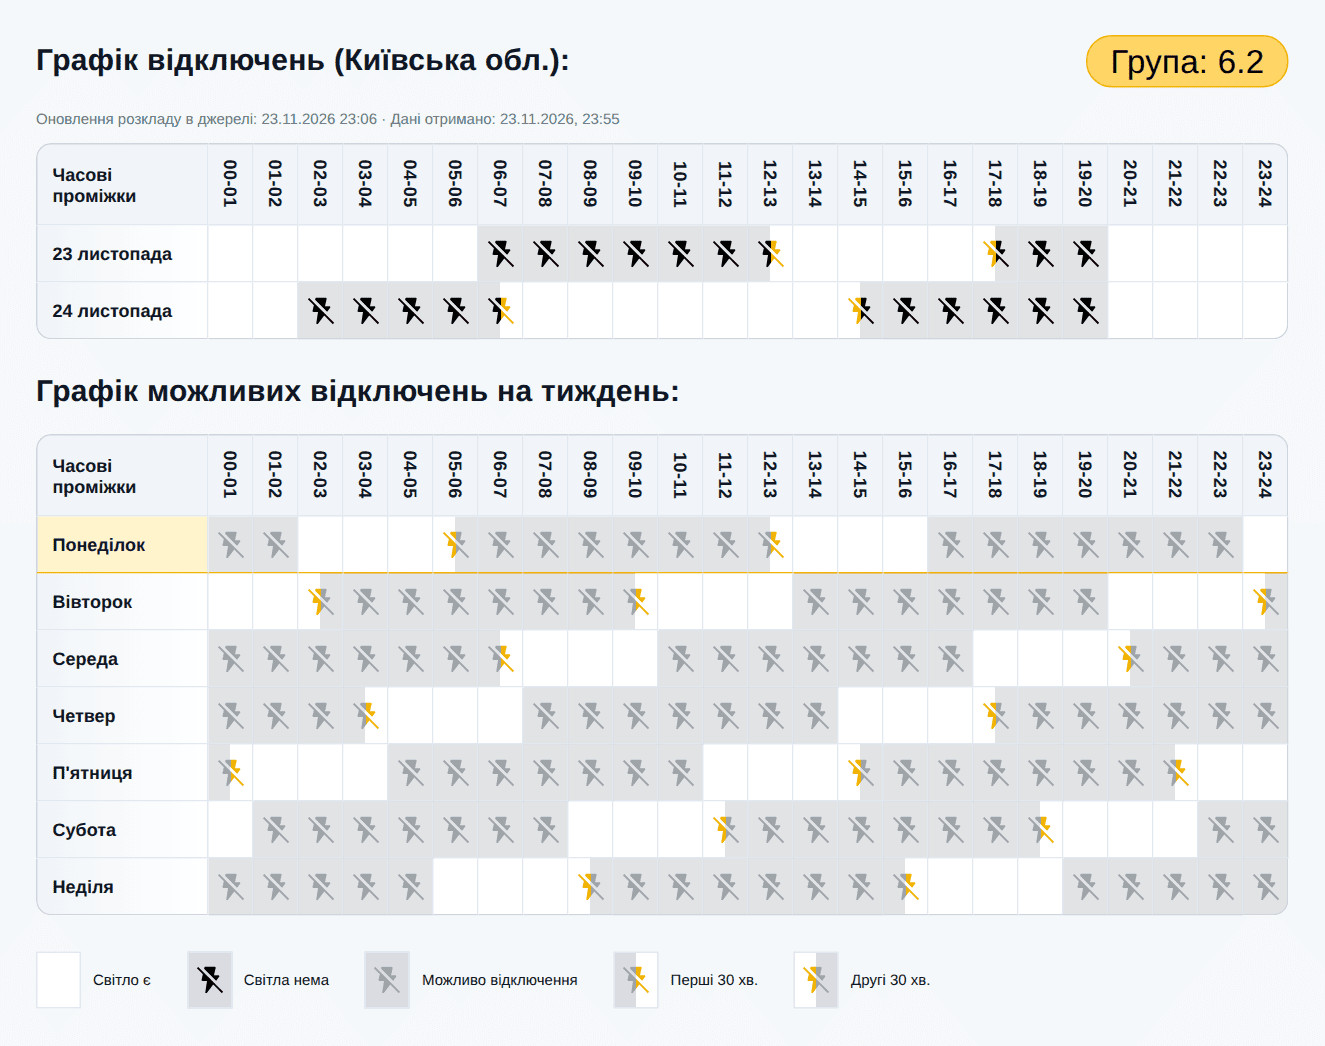 Графік відключень (Київська обл.):
Група: 6.2
Оновлення розкладу в джерелі: 23.11.2026 23:06 · Дані отримано: 23.11.2026, 23:55
Часові проміжки 00-01 01-02 02-03 03-04 04-05 05-06 06-07 07-08 08-09 09-10 10-11 11-12 12-13 13-14 14-15 15-16 16-17 17-18 18-19 19-20 20-21 21-22 22-23 23-24
23 листопада
24 листопада
Графік можливих відключень на тиждень:
Часові проміжки 00-01 01-02 02-03 03-04 04-05 05-06 06-07 07-08 08-09 09-10 10-11 11-12 12-13 13-14 14-15 15-16 16-17 17-18 18-19 19-20 20-21 21-22 22-23 23-24
Понеділок
Вівторок
Середа
Четвер
П'ятниця
Субота
Неділя
Світло є Світла нема Можливо відключення Перші 30 хв. Другі 30 хв.